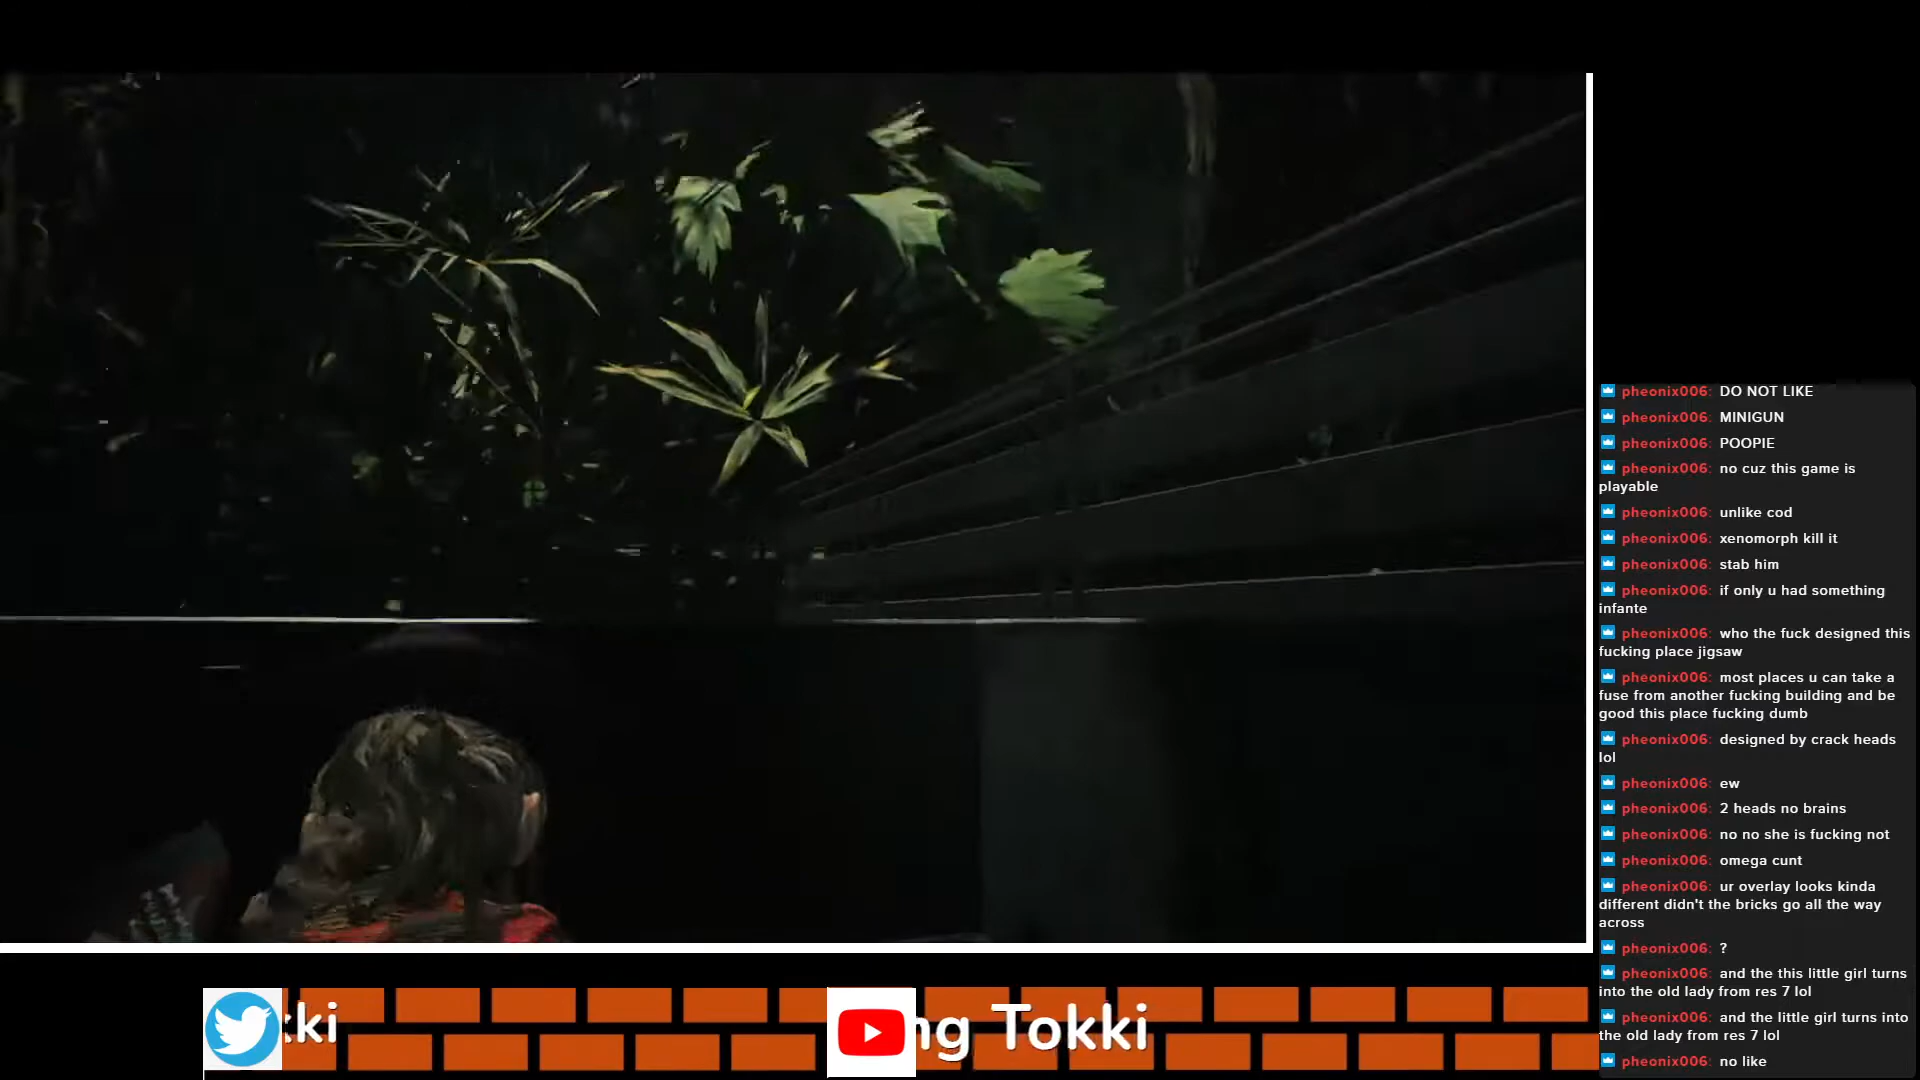 pheonix006: DO NOT LIKE
pheonix006: MINIGUN
pheonix006: POOPIE
pheonix006: no cuz this game is
playable
pheonix006: unlike cod
pheonix006: xenomorph kill it
pheonix006: stab him
pheonix006: if only u had something
infante
pheonix006: who the fuck designed this
fucking place jigsaw
pheonix006: most places u can take a
fuse from another fucking building and be
good this place fucking dumb
pheonix006: designed by crack heads
lol
pheonix006: ew
pheonix006: 2 heads no brains
pheonix006: no no she is fucking not
pheonix006: omega cunt
pheonix006: ur overlay looks kinda
different didn't the bricks go all the way
across
pheonix006: ?
pheonix006: and the this little girl turns
into the old lady from res 7 lol
pheonix006: and the little girl turns into
the old lady from res 7 lol
pheonix006: no like
kki
ng Tokki